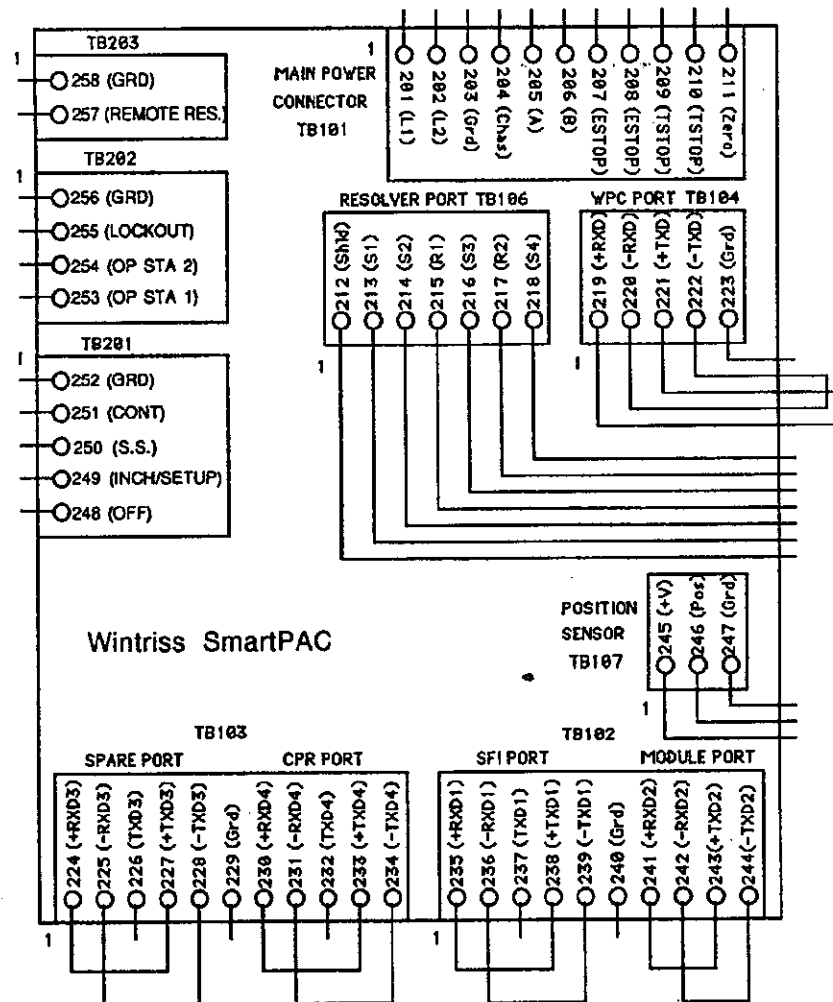 TB203
1
258 (GRD)
257 (REMOTE RES.)
TB202
1
256 (GRD)
255 (LOCKOUT)
254 (OP STA 2)
253 (OP STA 1)
TB201
1
252 (GRD)
251 (CONT)
250 (S.S.)
249 (INCH/SETUP)
248 (OFF)
1
MAIN POWER
CONNECTOR
TB101
201 (L1)
202 (L2)
203 (Grd)
204 (Chas)
205 (A)
206 (B)
207 (ESTOP)
208 (ESTOP)
209 (TSTOP)
210 (TSTOP)
211 (Zero)
RESOLVER PORT TB106
212
213 (S1)
214 (S2)
215 (R1)
216 (S3)
217 (R2)
218 (S4)
1
WPC PORT TB104
219 (+RXD)
220 (-RXD)
221 (+TXD)
222 (-TXD)
223 (Grd)
1
POSITION
SENSOR
TB107
245 (+V)
246 (Pos)
247 (Grd)
1
Wintriss SmartPAC
TB103
SPARE PORT
CPR PORT
224 (+RXD3)
225 (-RXD3)
226 (TXD3)
227 (+TXD3)
228 (-TXD3)
229 (Grd)
230 (+RXD4)
231 (-RXD4)
232 (TXD4)
233 (+TXD4)
234 (-TXD4)
1
TB102
SFI PORT
MODULE PORT
235 (+RXD1)
236 (-RXD1)
237 (TXD1)
238 (+TXD1)
239 (-TXD1)
240 (Grd)
241 (+RXD2)
242 (-RXD2)
243(+TXD2)
244(-TXD2)
1